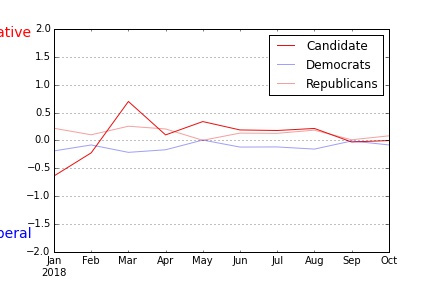 ative
beral
2.0
1.5
1.0
0.5
0.0
−0.5
−1.0
−1.5
−2.0
Candidate
Democrats
Republicans
Jan Feb Mar Apr May Jun Jul Aug Sep Oct
2018